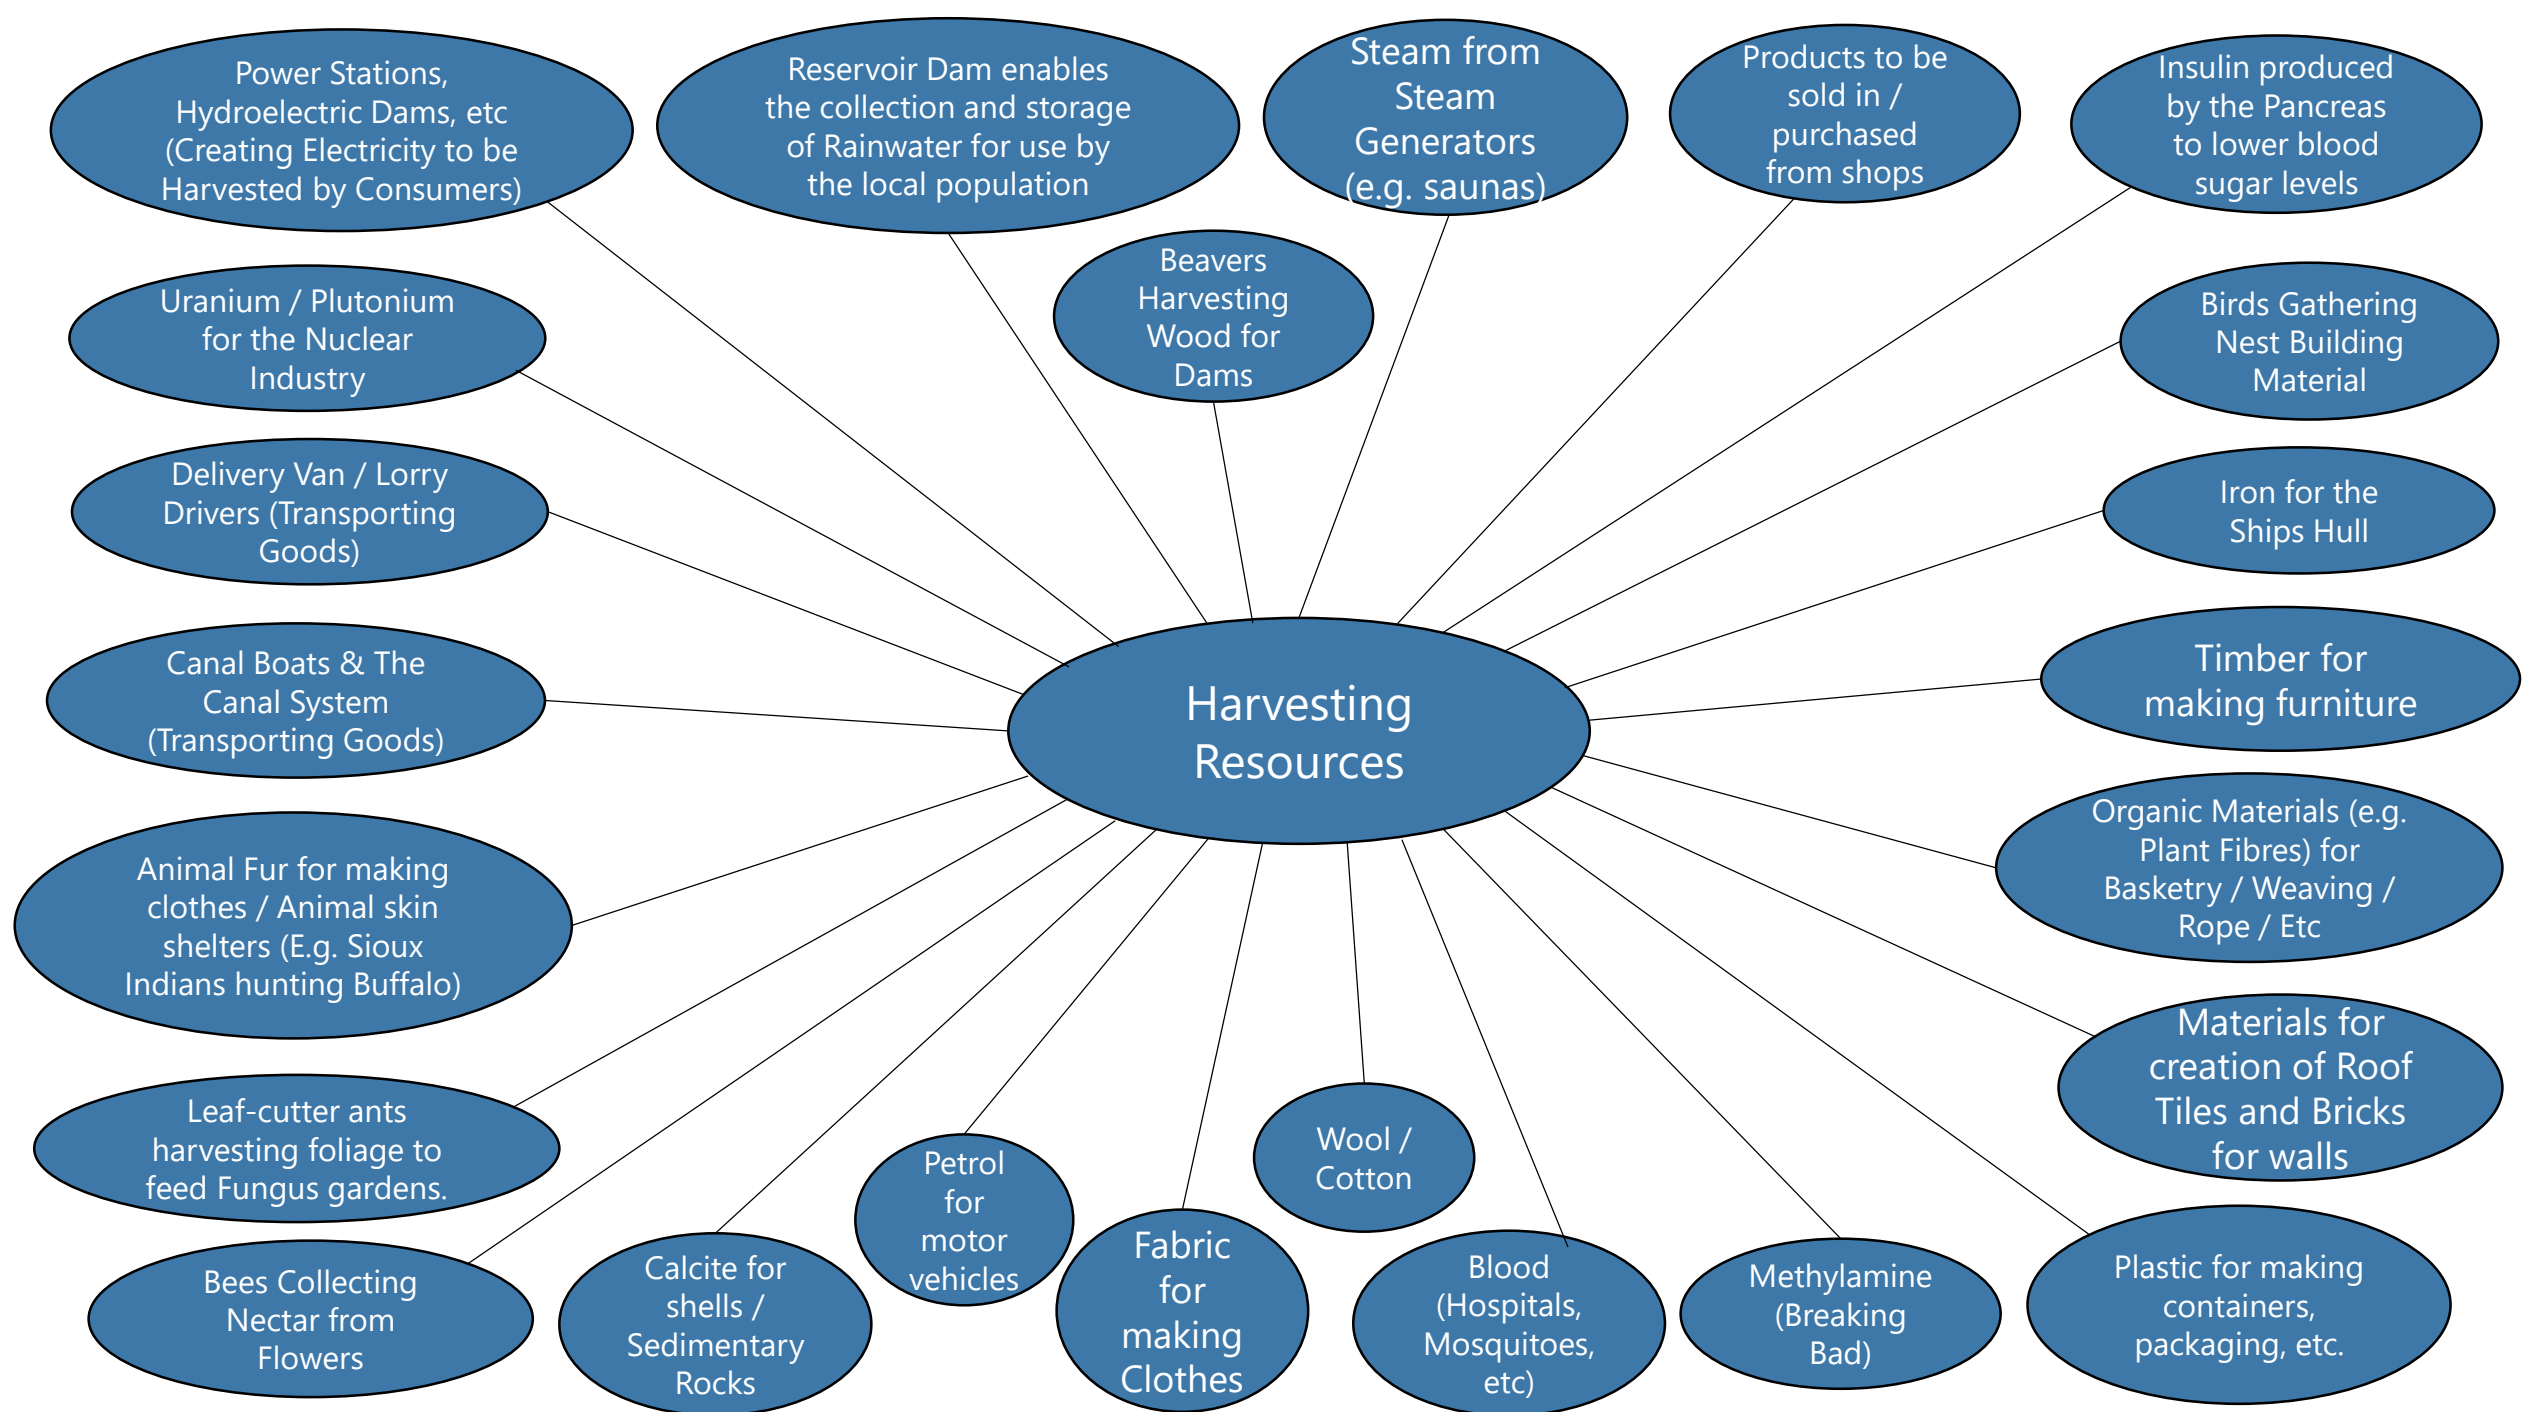 Power Stations,
Hydroelectric Dams, etc
(Creating Electricity to be
Harvested by Consumers)
Reservoir Dam enables
the collection and storage
of Rainwater for use by
the local population
Steam from
Steam
Generators
(e.g. saunas)
Products to be
sold in /
purchased
from shops
Insulin produced
by the Pancreas
to lower blood
sugar levels
Beavers
Harvesting
Wood for
Dams
Uranium / Plutonium
for the Nuclear
Industry
Birds Gathering
Nest Building
Material
Delivery Van / Lorry
Drivers (Transporting
Goods)
Iron for the
Ships Hull
Canal Boats & The
Canal System
(Transporting Goods)
Harvesting
Resources
Timber for
making furniture
Animal Fur for making
clothes / Animal skin
shelters (E.g. Sioux
Indians hunting Buffalo)
Organic Materials (e.g.
Plant Fibres) for
Basketry / Weaving /
Rope / Etc
Materials for
creation of Roof
Tiles and Bricks
for walls
Leaf-cutter ants
harvesting foliage to
feed Fungus gardens.
Bees Collecting
Nectar from
Flowers
Calcite for
shells /
Sedimentary
Rocks
Petrol
for
motor
vehicles
Fabric
for
making
Clothes
Wool /
Cotton
Blood
(Hospitals,
Mosquitoes,
etc)
Methylamine
(Breaking
Bad)
Plastic for making
containers,
packaging, etc.